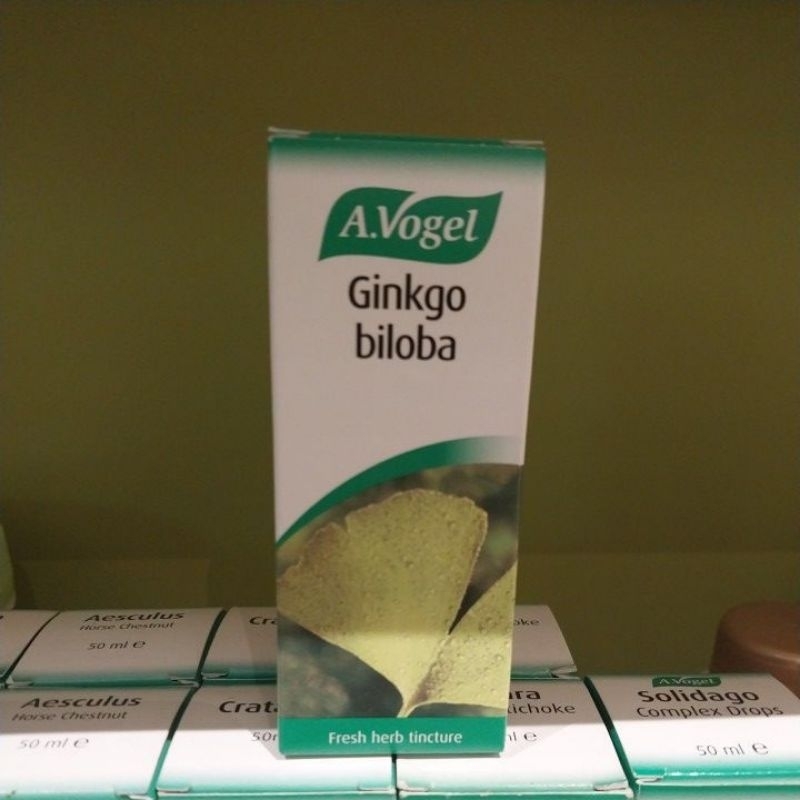 A.Vogel
Ginkgo
biloba
Fresh herb tincture
Aesculus
Horse Chestnut
50 ml e
Aesculus
Horse Chestnut
50 ml e
A.Vogel
Solidago
Complex Drops
50 ml e